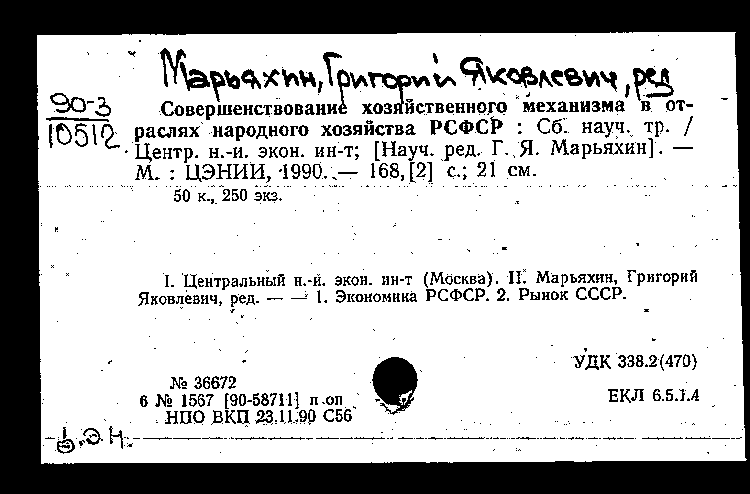 Марьяхин, Григорий Яковлевич, ред
90-3
10512
Совершенствование хозяйственного механизма в от-
раслях народного хозяйства РСФСР : Сб. науч. тр. /
Центр. н.-и. экон. ин-т; [Науч. ред. Г. Я. Марьяхин]. —
М. : ЦЭНИИ, 1990. — 168, [2] с.; 21 см.
50 к., 250 экз.
I. Центральный н.-и. экон. ин-т (Москва). II. Марьяхин, Григорий
Яковлевич, ред. — — 1. Экономика РСФСР. 2. Рынок СССР.
УДК 338.2(470)
№ 36672
6 № 1567 [90-58711] п оп
ЕКЛ 6.5.1.4
НПО ВКП 23.11.90 С56
Э.Н.